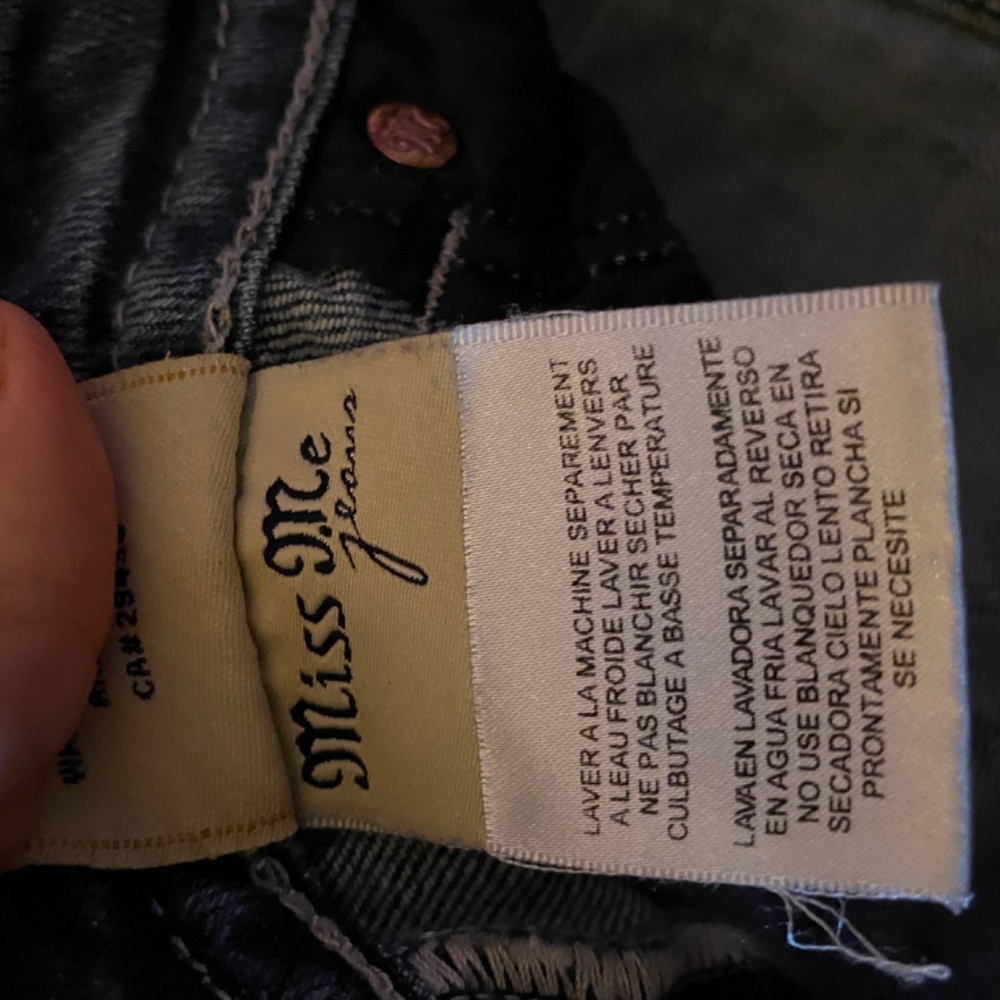 CA# 29
Miss Me
jeans
LAVER A LA MACHINE SEPAREMENT
A LEAU FROIDE LAVER A LENVERS
NE PAS BLANCHIR SECHER PAR
CULBUTAGE A BASSE TEMPERATURE
LAVA EN LAVADORA SEPARADAMENTE
EN AGUA FRIA LAVAR AL REVERSO
NO USE BLANQUEDOR SECA EN
SECADORA CIELO LENTO RETIRA
PRONTAMENTE PLANCHA SI
SE NECESITE